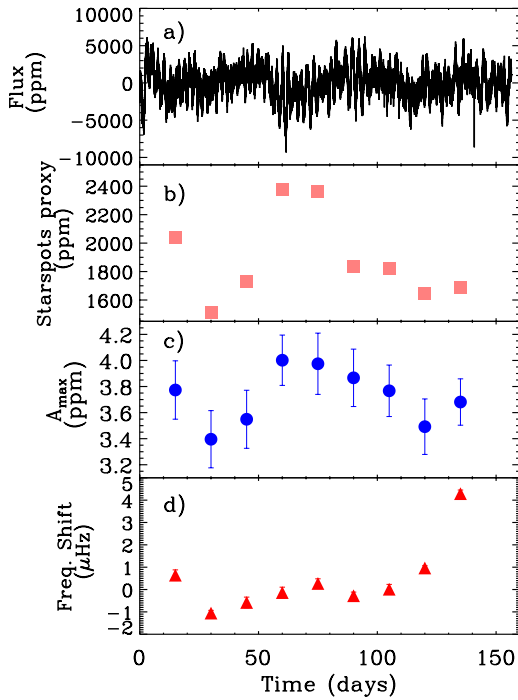 a)
Flux
(ppm)
10000
5000
0
−5000
−10000
b)
Starspots proxy
(ppm)
2400
2200
2000
1800
1600
c)
A_max
(ppm)
4.2
4.0
3.8
3.6
3.4
3.2
d)
Freq. Shift
(μHz)
5
4
3
2
1
0
−1
−2
0 50 100 150
Time (days)